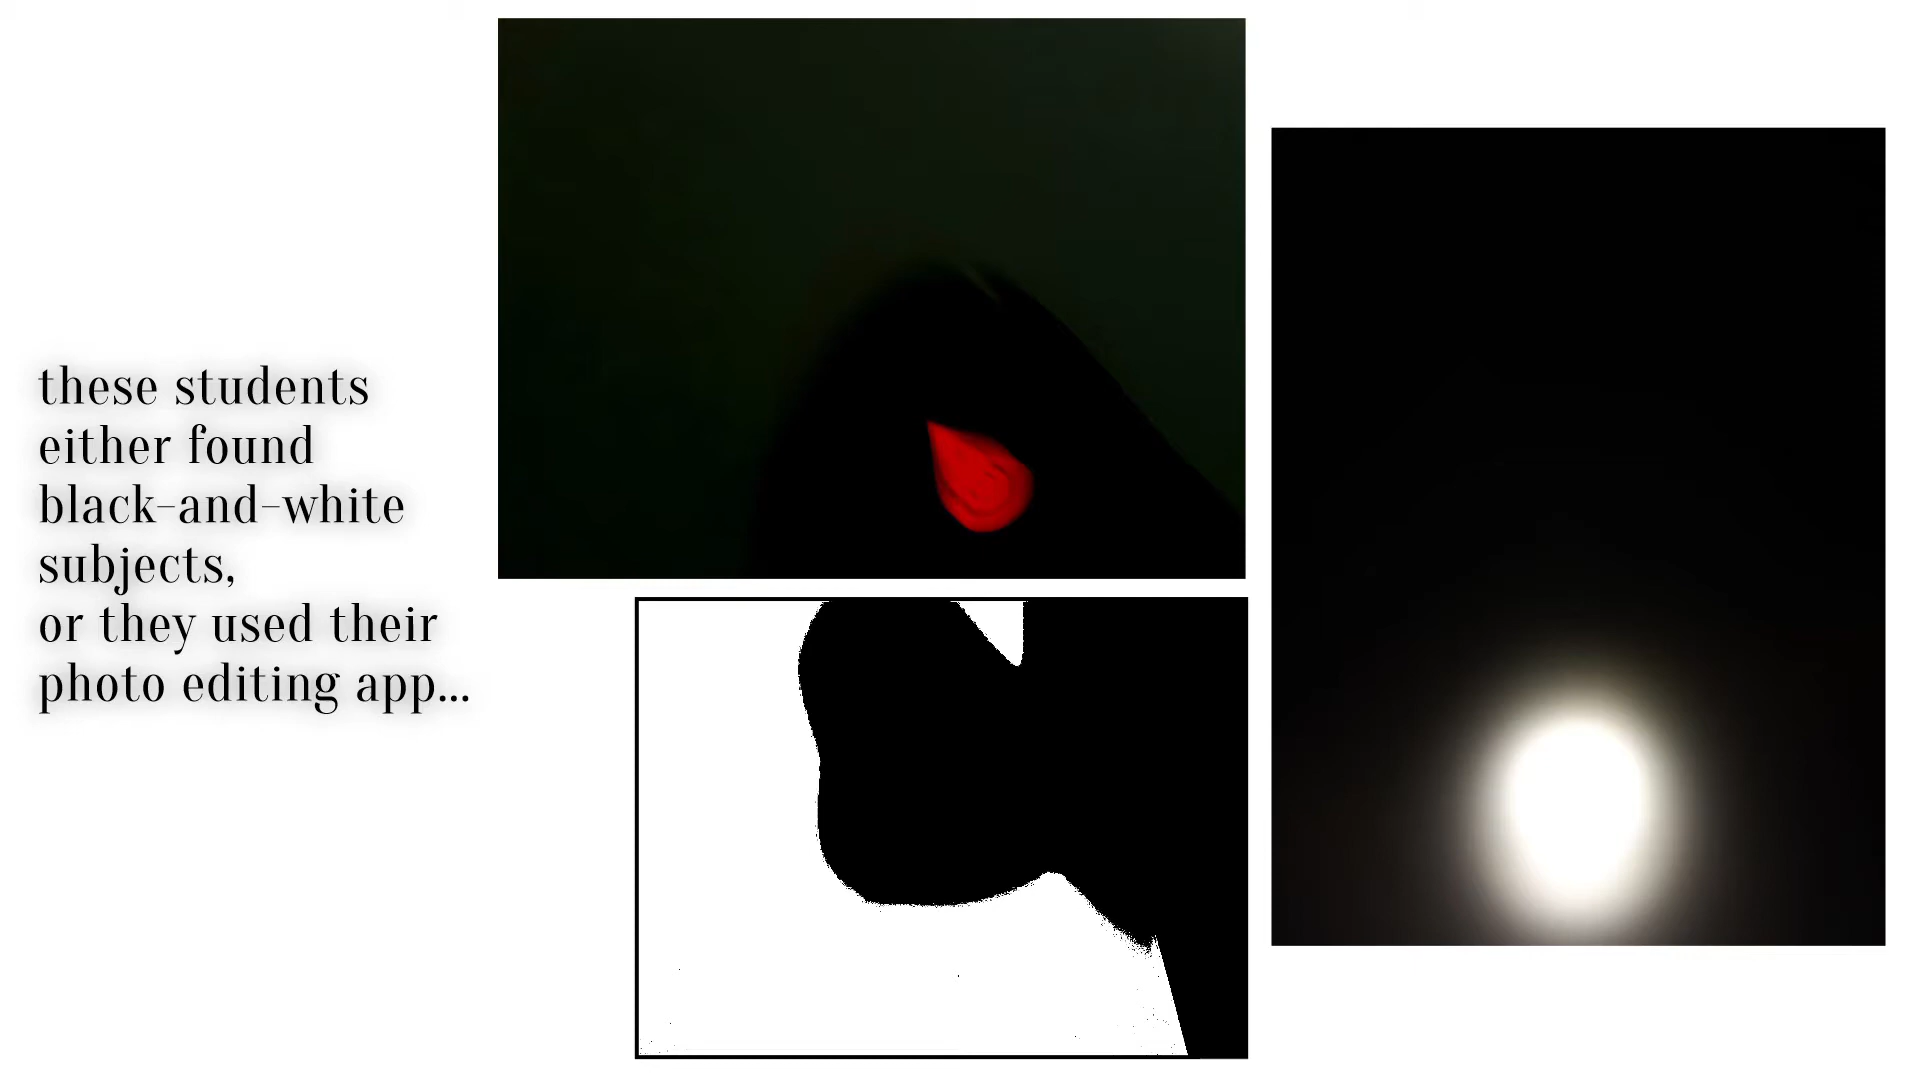 these students
either found
black-and-white
subjects,
or they used their
photo editing app...